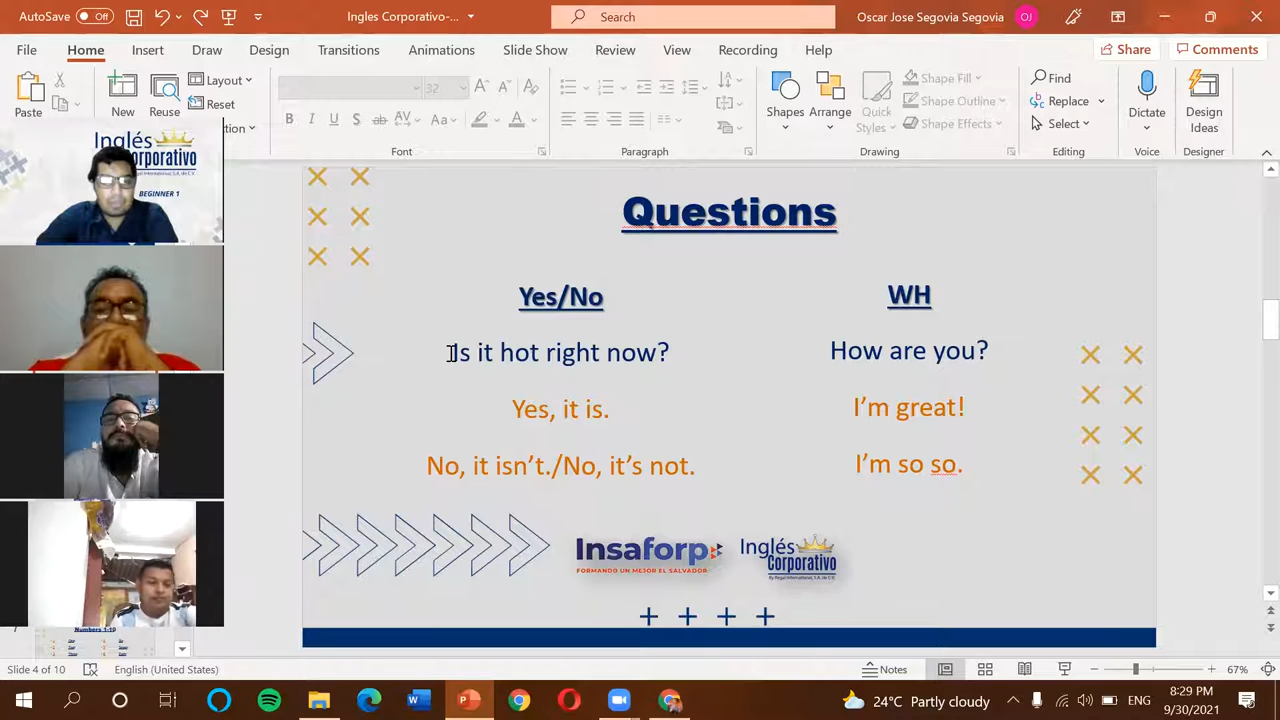 AutoSave Off
Ingles Corporativo-...
Search
Oscar Jose Segovia Segovia
OJ
File Home Insert Draw Design Transitions Animations Slide Show Review View Recording Help
Share
Comments
Paste
New
Reuse
Layout
Reset
Font
Paragraph
Shapes
Arrange
Quick
Styles
Shape Fill
Shape Outline
Shape Effects
Drawing
Find
Replace
Select
Editing
Dictate
Voice
Design
Ideas
Designer
Inglés
Corporativo
BEGINNER 1
Questions
Yes/No
Is it hot right now?
Yes, it is.
No, it isn't./No, it's not.
WH
How are you?
I'm great!
I'm so so.
Insaforp
FORMANDO UN MEJOR EL SALVADOR
Inglés
Corporativo
By Regal International, S.A. de C.V.
Slide 4 of 10
English (United States)
Notes
67%
24°C Partly cloudy
ENG
8:29 PM
9/30/2021